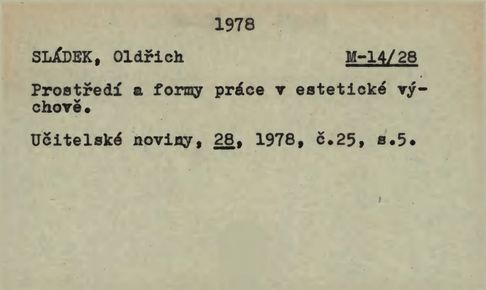 1978
SLÁDEK, Oldřich M-14/28
Prostředí a formy práce v estetické vý-
chově.
Učitelské noviny, 28, 1978, č.25, s.5.